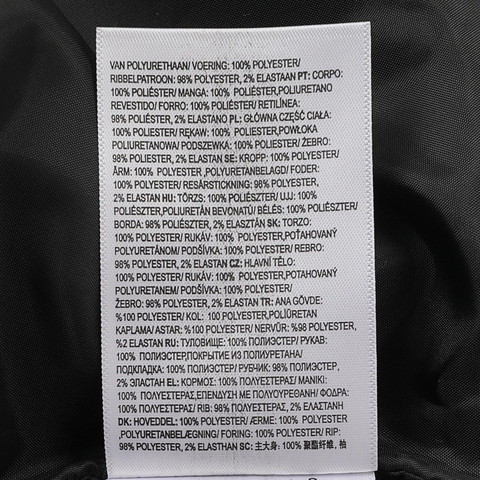 VAN POLYURETHAAN/ VOERING: 100% POLYESTER/
RIBBELPATROON: 98% POLYESTER, 2% ELASTAAN PT: CORPO:
100% POLIÉSTER/ MANGA: 100% POLIÉSTER,POLIURETANO
REVESTIDO/ FORRO: 100% POLIÉSTER/ RETILÍNEA:
98% POLIÉSTER, 2% ELASTANO PL: GŁÓWNA CZĘŚĆ CIAŁA:
100% POLIESTER/ RĘKAW: 100% POLIESTER,POWŁOKA
POLIURETANOWA/ PODSZEWKA: 100% POLIESTER/ ŻEBRO:
98% POLIESTER, 2% ELASTAN SE: KROPP: 100% POLYESTER/
ÄRM: 100% POLYESTER ,POLYURETANBELAGD/ FODER:
100% POLYESTER/ RESÅRSTICKNING: 98% POLYESTER,
2% ELASTAN HU: TÖRZS: 100% POLIÉSZTER/ UJJ: 100%
POLIÉSZTER,POLIURETÁN BEVONATÚ/ BÉLÉS: 100% POLIÉSZTER/
BORDA: 98% POLIÉSZTER, 2% ELASZTÁN SK: TORZO:
100% POLYESTER/ RUKÁV: 100% POLYESTER,POŤAHOVANÝ
POLYURETÁNOM/ PODŠÍVKA: 100% POLYESTER/ REBRO:
98% POLYESTER, 2% ELASTAN CZ: HLAVNÍ TĚLO:
100% POLYESTER/ RUKÁV: 100% POLYESTER,POTAHOVANÝ
POLYURETANEM/ PODŠÍVKA: 100% POLYESTER /
ŽEBRO: 98% POLYESTER, 2% ELASTAN TR: ANA GÖVDE:
%100 POLYESTER/ KOL: 100 POLYESTER,POLİÜRETAN
KAPLAMA/ ASTAR: %100 POLYESTER/ NERVÜR: %98 POLYESTER,
%2 ELASTAN RU: ТУЛОВИЩЕ: 100% ПОЛИЭСТЕР/ РУКАВ:
100% ПОЛИЭСТЕР,ПОКРЫТИЕ ИЗ ПОЛИУРЕТАНА/
ПОДКЛАДКА: 100% ПОЛИЭСТЕР/ РУБЧИК: 98% ПОЛИЭСТЕР,
2% ЭЛАСТАН EL: ΚΟΡΜΟΣ: 100% ΠΟΛΥΕΣΤΕΡΑΣ/ ΜΑΝΙΚΙ:
100% ΠΟΛΥΕΣΤΕΡΑΣ,ΕΠΕΝΔΥΣΗ ΜΕ ΠΟΛΥΟΥΡΕΘΑΝΗ/ ΦΟΔΡΑ:
100% ΠΟΛΥΕΣΤΕΡΑΣ/ RIB: 98% ΠΟΛΥΕΣΤΕΡΑΣ, 2% ΕΛΑΣΤΑΝΗ
DK: HOVEDDEL: 100% POLYESTER/ ÆRME: 100% POLYESTER
,POLYURETANBELÆGNING/ FORING: 100% POLYESTER/ RIP:
98% POLYESTER, 2% ELASTHAN SC: 主大身: 100% 聚酯纤维, 袖